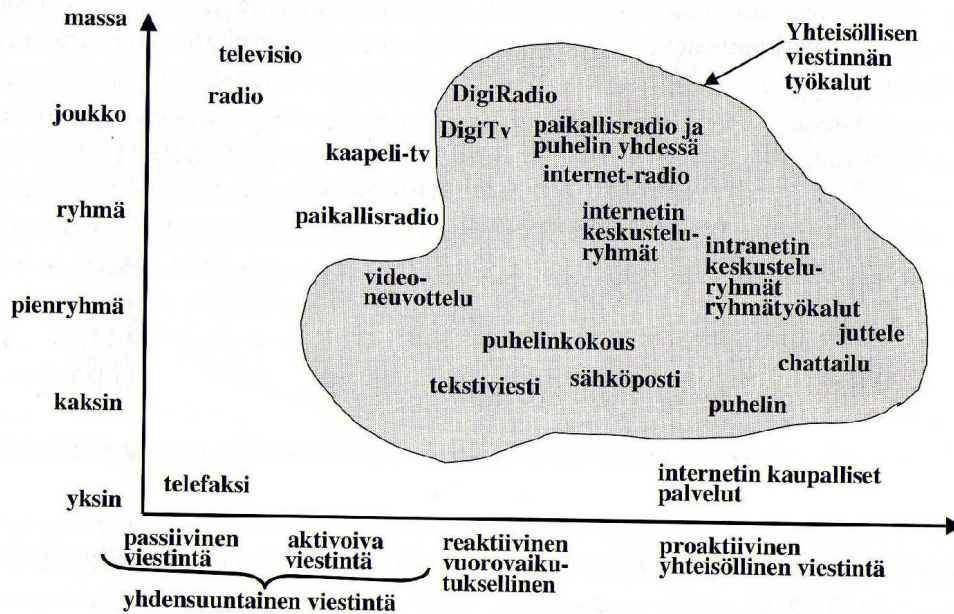 massa
joukko
ryhmä
pienryhmä
kaksin
yksin
televisio
radio
kaapeli-tv
paikallisradio
DigiRadio
DigiTv
paikallisradio ja
puhelin yhdessä
internet-radio
internetin
keskustelu-
ryhmät
intranetin
keskustelu-
ryhmät
ryhmätyökalut
video-
neuvottelu
puhelinkokous
tekstiviesti
sähköposti
juttele
chattailu
puhelin
telefaksi
internetin kaupalliset
palvelut
Yhteisöllisen
viestinnän
työkalut
passiivinen
viestintä
aktivoiva
viestintä
reaktiivinen
vuorovaiku-
tuksellinen
proaktiivinen
yhteisöllinen viestintä
yhdensuuntainen viestintä